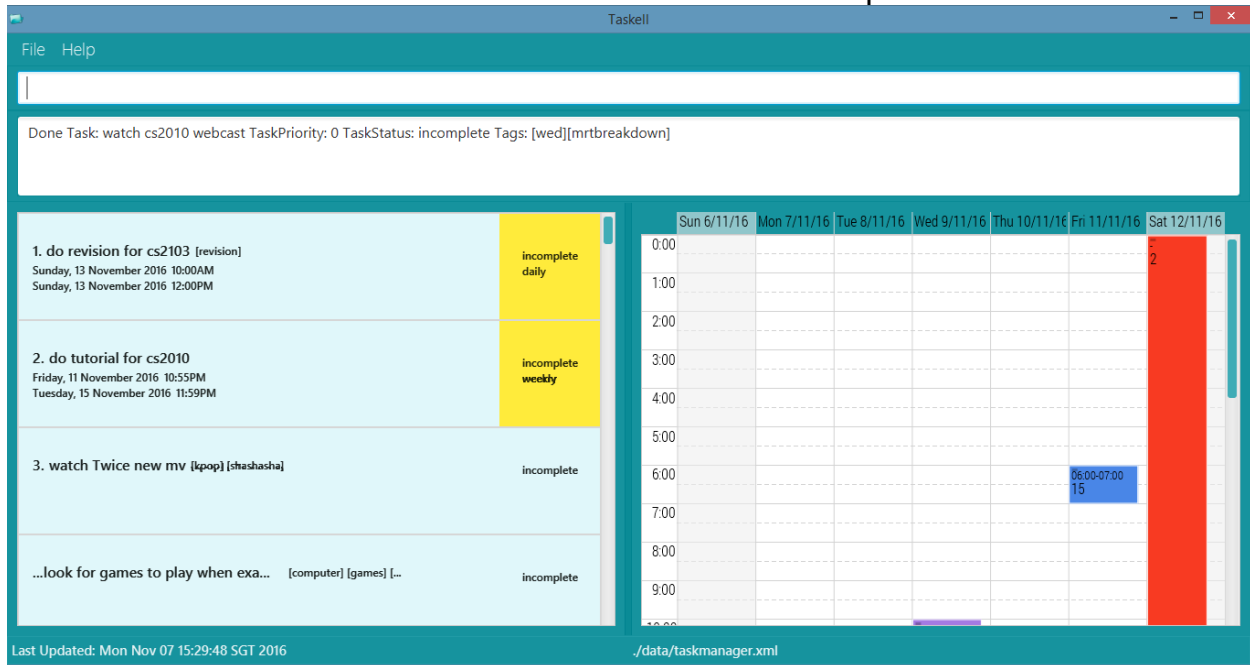 Taskell
File Help
Done Task: watch cs2010 webcast TaskPriority: 0 TaskStatus: incomplete Tags: [wed][mrtbreakdown]
1. do revision for cs2103 [revision]
Sunday, 13 November 2016 10:00AM
Sunday, 13 November 2016 12:00PM
incomplete
daily
2. do tutorial for cs2010
Friday, 11 November 2016 10:55PM
Tuesday, 15 November 2016 11:59PM
incomplete
weekly
3. watch Twice new mv [kpop] [shashasha]
incomplete
...look for games to play when exa... [computer] [games] [...
incomplete
Sun 6/11/16 Mon 7/11/16 Tue 8/11/16 Wed 9/11/16 Thu 10/11/16 Fri 11/11/16 Sat 12/11/16
0:00
2
1:00
2:00
3:00
4:00
5:00
6:00
06:00-07:00
15
7:00
8:00
9:00
Last Updated: Mon Nov 07 15:29:48 SGT 2016
./data/taskmanager.xml